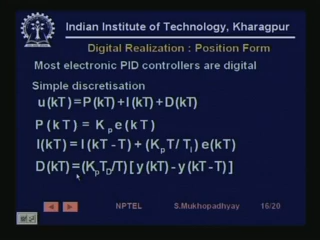 Indian Institute of Technology, Kharagpur
Digital Realization : Position Form
Most electronic PID controllers are digital
Simple discretisation
u(kT)=P(kT)+I(kT)+D(kT)
P(kT) = Kpe(kT)
I(kT)=I(kT-T)+(KpT/TI)e(kT)
D(kT)=(KpTD/T)[y(kT)-y(kT-T)]
NPTEL S.Mukhopadhyay 16/20